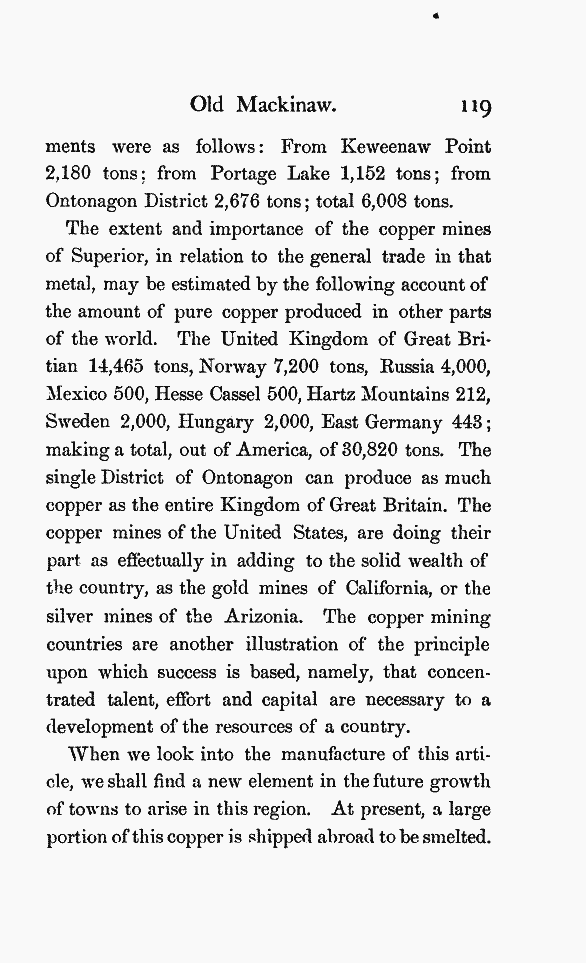 Old Mackinaw. 119
ments were as follows: From Keweenaw Point
2,180 tons; from Portage Lake 1,152 tons; from
Ontonagon District 2,676 tons; total 6,008 tons.
The extent and importance of the copper mines
of Superior, in relation to the general trade in that
metal, may be estimated by the following account of
the amount of pure copper produced in other parts
of the world. The United Kingdom of Great Bri-
tian 14,465 tons, Norway 7,200 tons, Russia 4,000,
Mexico 500, Hesse Cassel 500, Hartz Mountains 212,
Sweden 2,000, Hungary 2,000, East Germany 443;
making a total, out of America, of 30,820 tons. The
single District of Ontonagon can produce as much
copper as the entire Kingdom of Great Britain. The
copper mines of the United States, are doing their
part as effectually in adding to the solid wealth of
the country, as the gold mines of California, or the
silver mines of the Arizonia. The copper mining
countries are another illustration of the principle
upon which success is based, namely, that concen-
trated talent, effort and capital are necessary to a
development of the resources of a country.
When we look into the manufacture of this arti-
cle, we shall find a new element in the future growth
of towns to arise in this region. At present, a large
portion of this copper is shipped abroad to be smelted.